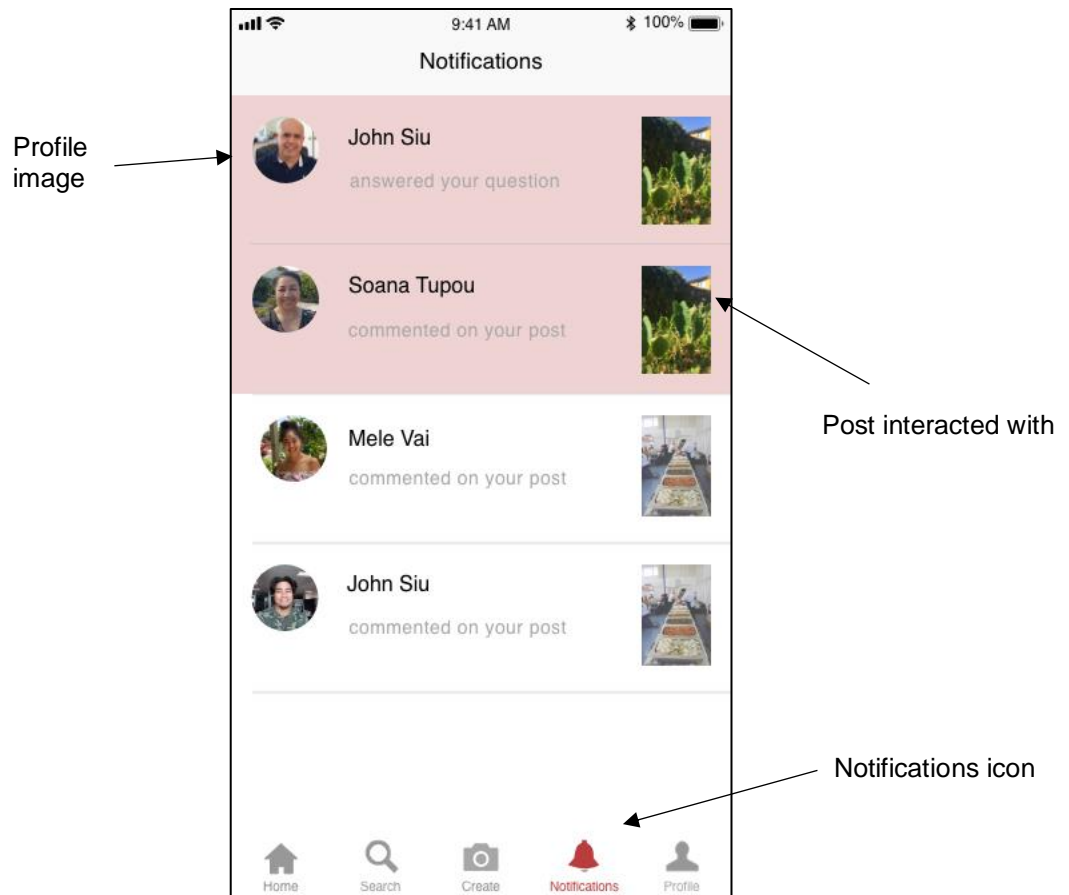 9:41 AM 100%
Notifications
Profile
image
John Siu
answered your question
Soana Tupou
commented on your post
Post interacted with
Mele Vai
commented on your post
John Siu
commented on your post
Notifications icon
Home Search Create Notifications Profile